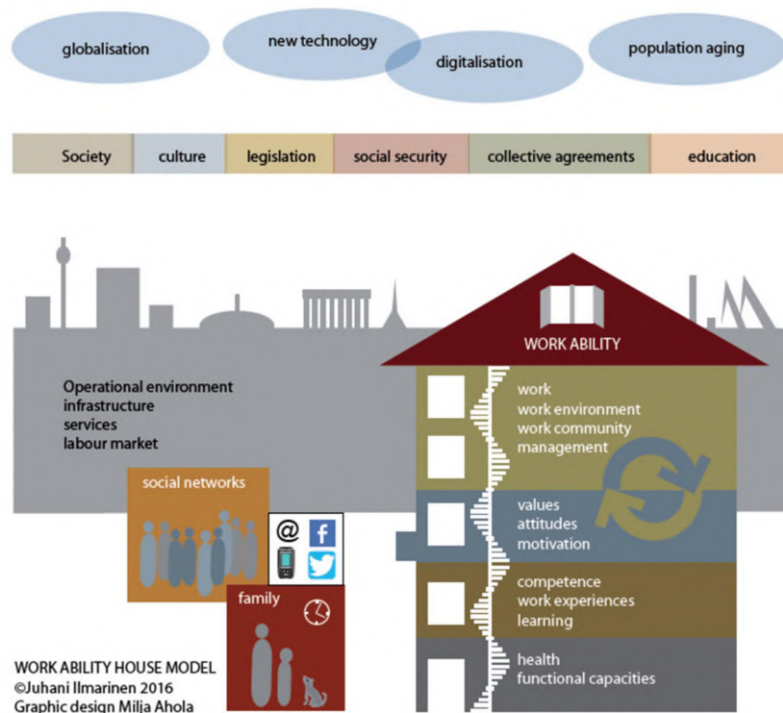 globalisation
new technology
digitalisation
population aging
Society
culture
legislation
social security
collective agreements
education
WORK ABILITY
Operational environment
infrastructure
services
labour market
work
work environment
work community
management
social networks
@
f
values
attitudes
motivation
family
competence
work experiences
learning
health
functional capacities
WORK ABILITY HOUSE MODEL
©Juhani Ilmarinen 2016
Graphic design Milja Ahola